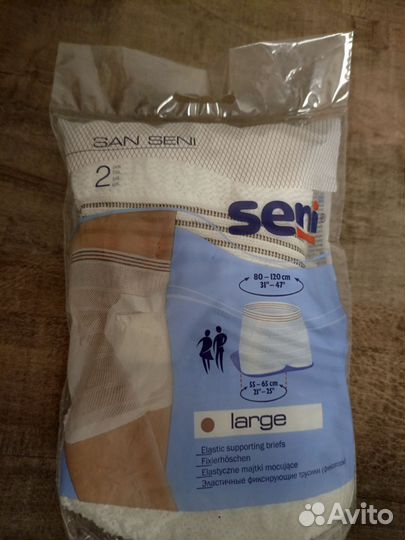 SAN SENI
2
seni
80 – 120 cm
31" – 47"
55 – 65 cm
21" – 25"
large
Elastic supporting briefs
Fixierhöschen
Elastyczne majtki mocujące
Эластичные фиксирующие трусики (фиксаторы)
Avito